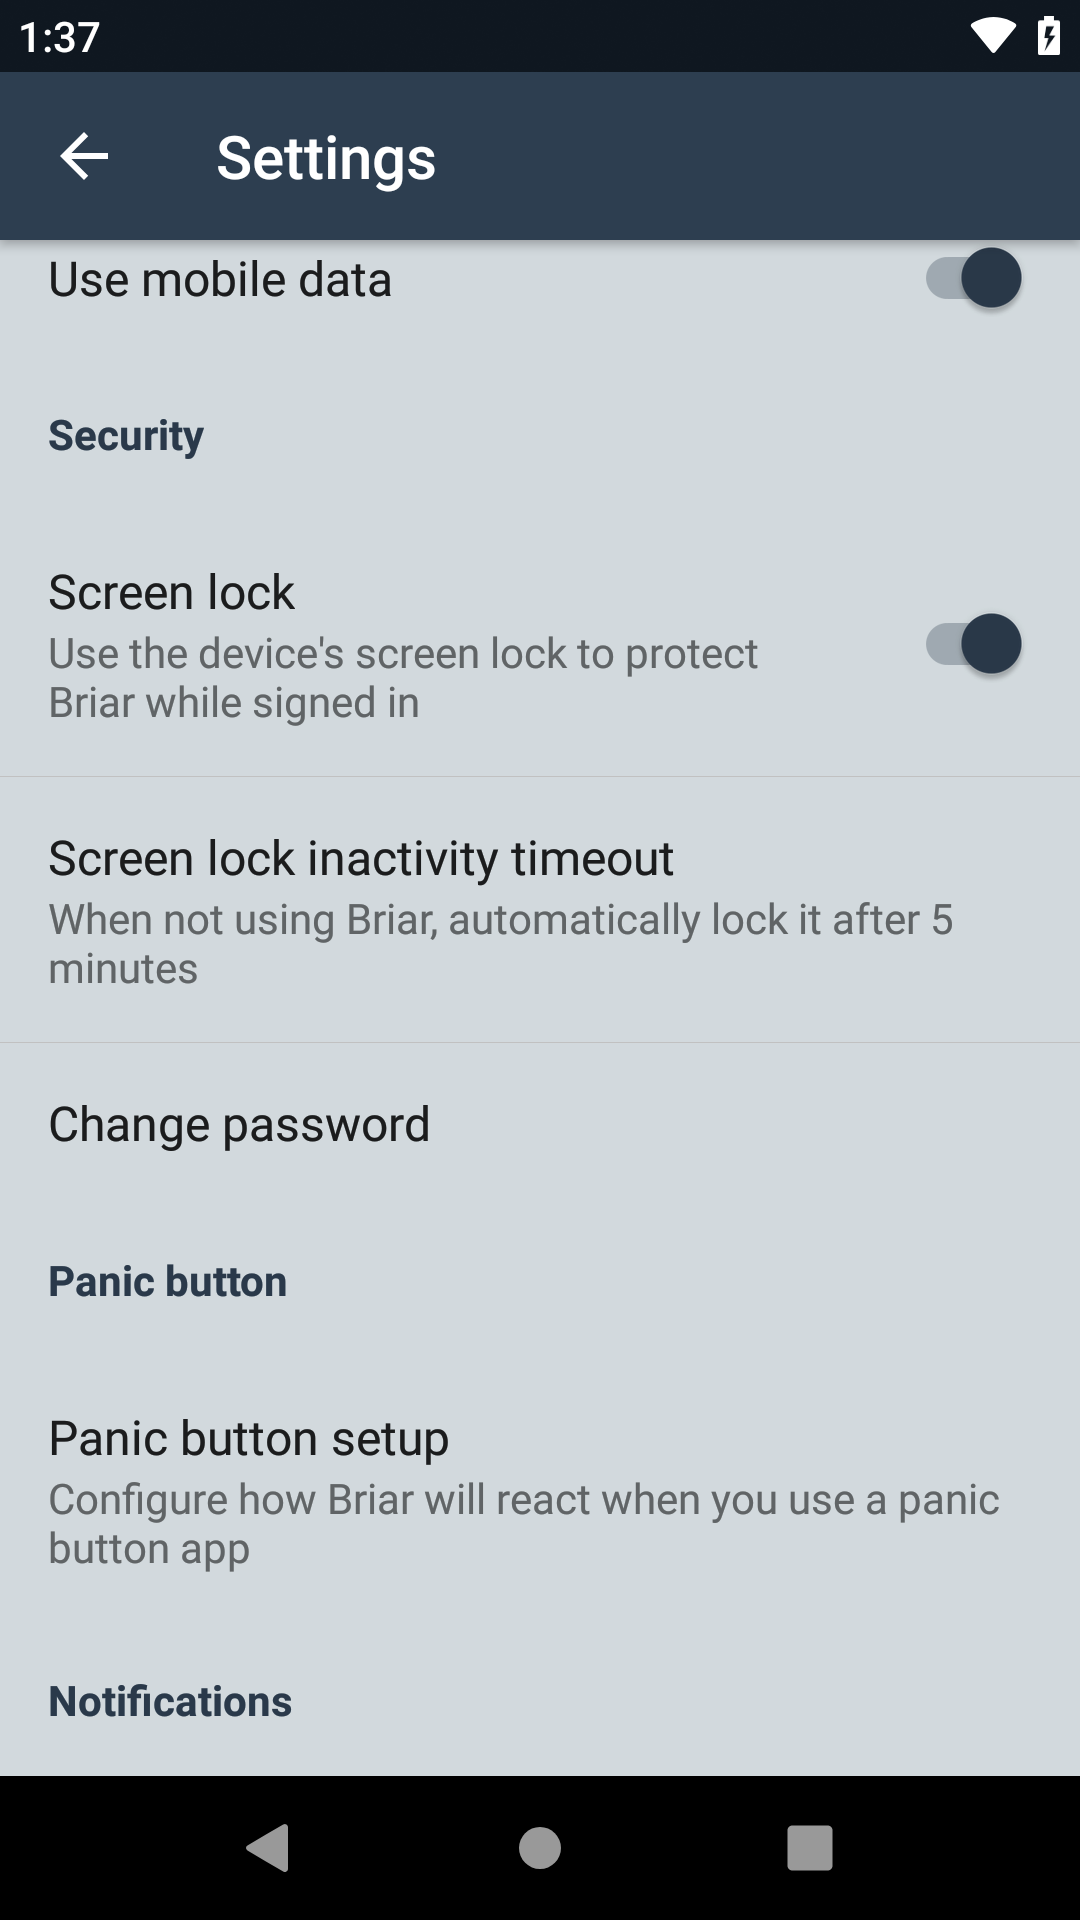 1:37
Settings
Use mobile data
Security
Screen lock
Use the device's screen lock to protect
Briar while signed in
Screen lock inactivity timeout
When not using Briar, automatically lock it after 5
minutes
Change password
Panic button
Panic button setup
Configure how Briar will react when you use a panic
button app
Notifications